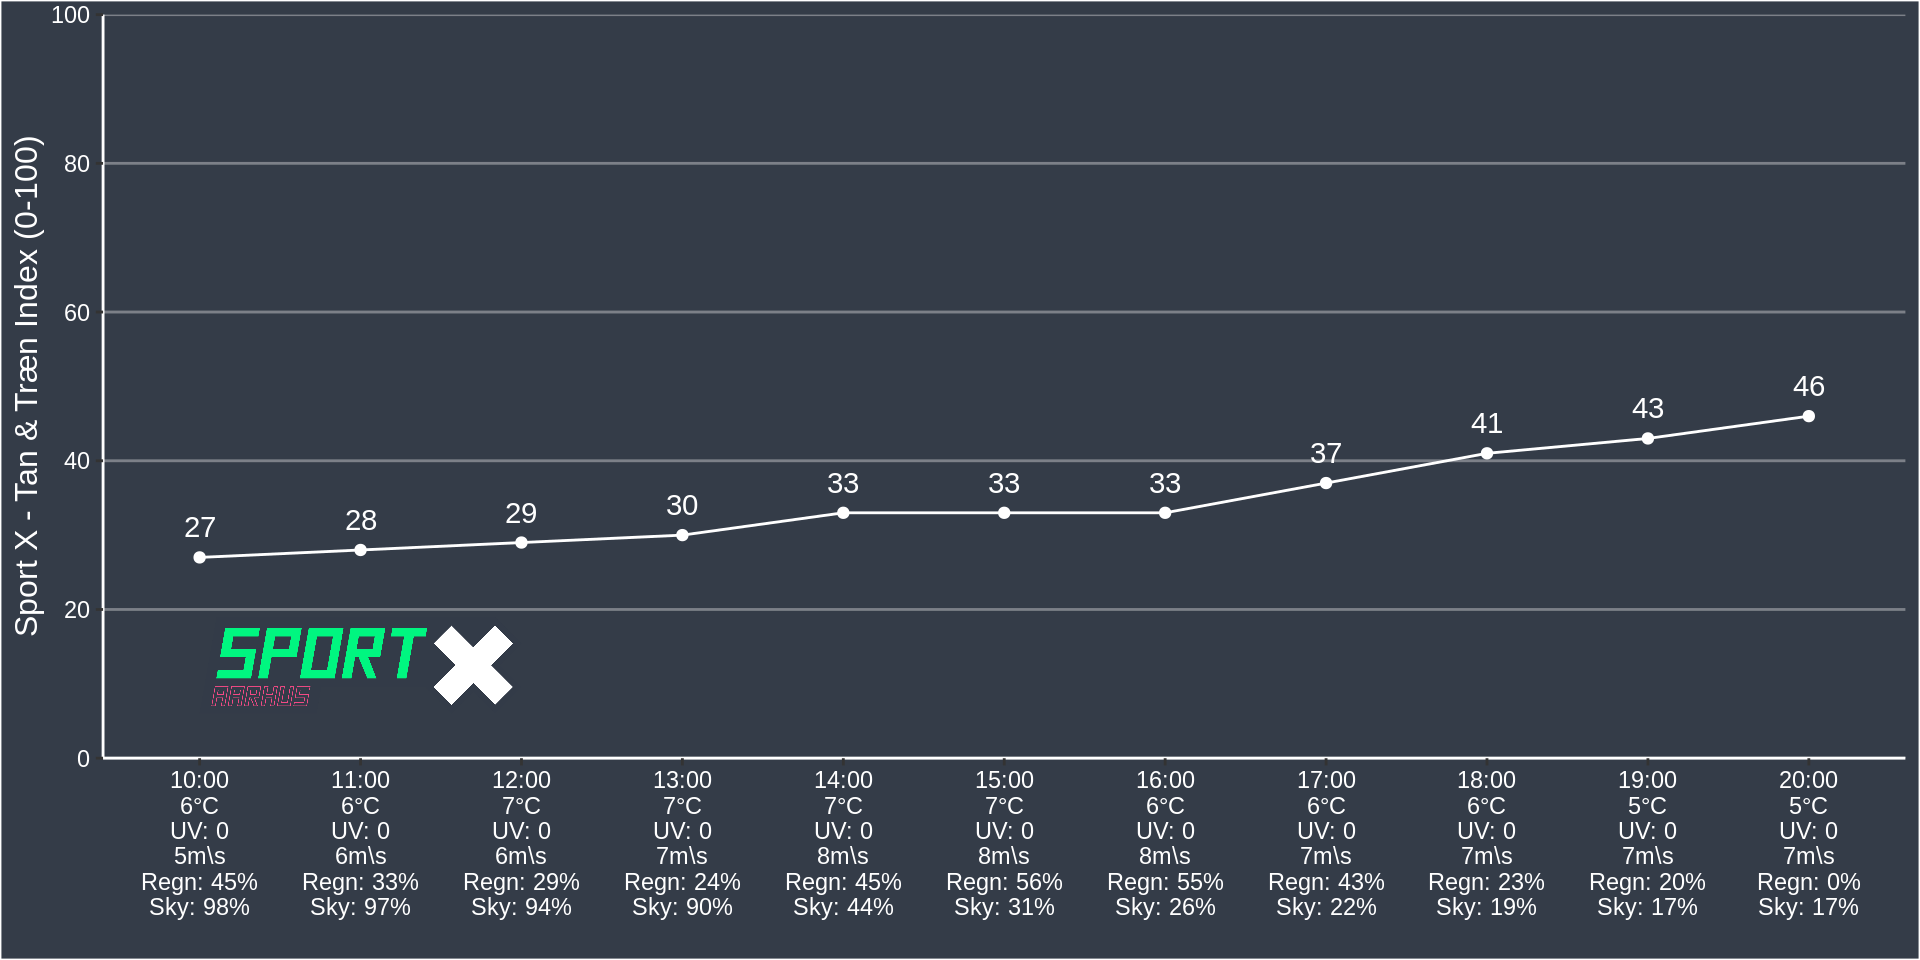 Sport X - Tan & Træn Index (0-100)
100
80
60
40
20
0
27
28
29
30
33
33
33
37
41
43
46
SPORT X
AARHUS
10:00 11:00 12:00 13:00 14:00 15:00 16:00 17:00 18:00 19:00 20:00
6°C 6°C 7°C 7°C 7°C 7°C 6°C 6°C 6°C 5°C 5°C
UV: 0 UV: 0 UV: 0 UV: 0 UV: 0 UV: 0 UV: 0 UV: 0 UV: 0 UV: 0 UV: 0
5m\s 6m\s 6m\s 7m\s 8m\s 8m\s 8m\s 7m\s 7m\s 7m\s 7m\s
Regn: 45% Regn: 33% Regn: 29% Regn: 24% Regn: 45% Regn: 56% Regn: 55% Regn: 43% Regn: 23% Regn: 20% Regn: 0%
Sky: 98% Sky: 97% Sky: 94% Sky: 90% Sky: 44% Sky: 31% Sky: 26% Sky: 22% Sky: 19% Sky: 17% Sky: 17%